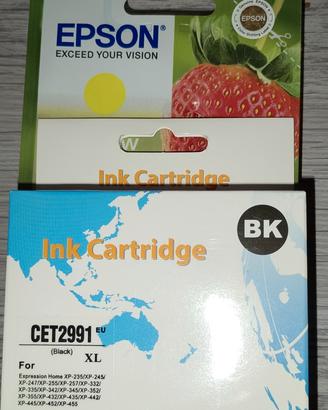 EPSON®
EXCEED YOUR VISION
EPSON
W
Ink Cartridge
Ink Cartridge
BK
CET2991 EU
(Black) XL
For
Expression Home XP-235/XP-245/
XP-247/XP-255/XP-257/XP-332/
XP-335/XP-342/XP-345/XP-352/
XP-355/XP-432/XP-435/XP-442/
XP-445/XP-452/XP-455